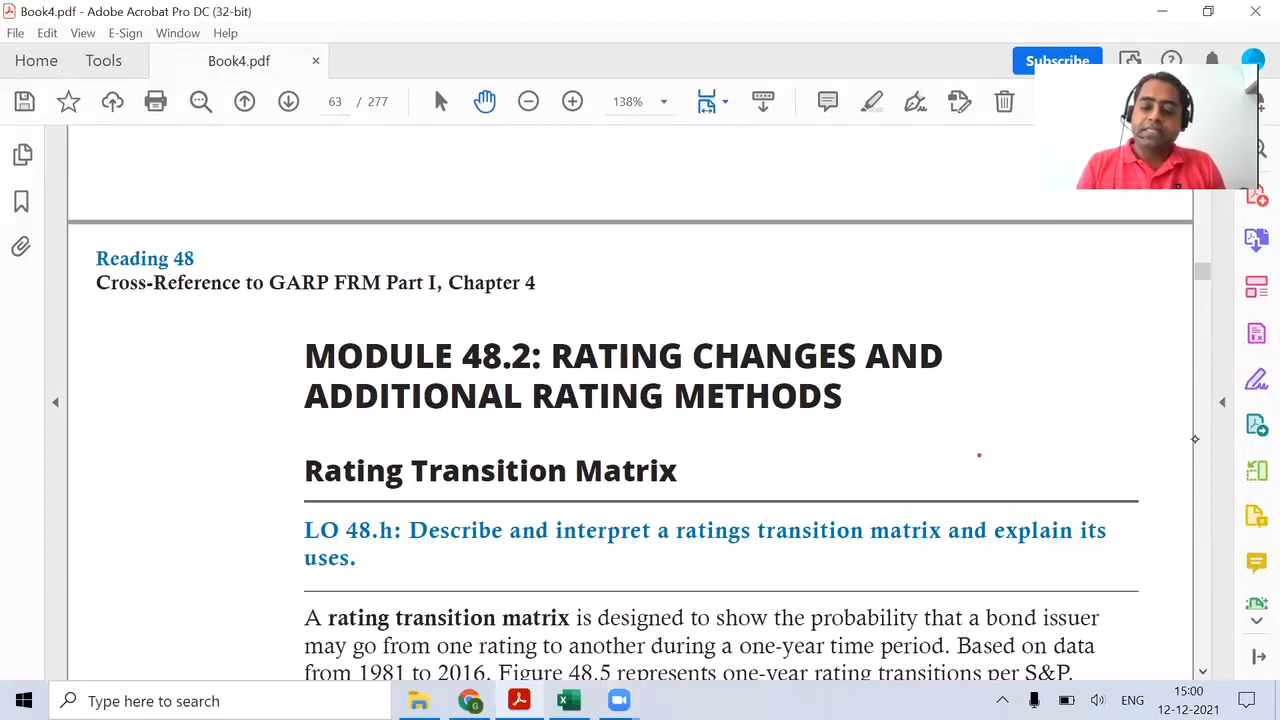 Book4.pdf - Adobe Acrobat Pro DC (32-bit)
File Edit View E-Sign Window Help
Home Tools Book4.pdf × Subscribe
63 / 277 138%
Reading 48
Cross-Reference to GARP FRM Part I, Chapter 4
MODULE 48.2: RATING CHANGES AND
ADDITIONAL RATING METHODS
Rating Transition Matrix
LO 48.h: Describe and interpret a ratings transition matrix and explain its
uses.
A rating transition matrix is designed to show the probability that a bond issuer
may go from one rating to another during a one-year time period. Based on data
from 1981 to 2016, Figure 48.5 represents one-year rating transitions per S&P.
Type here to search
ENG
15:00
12-12-2021